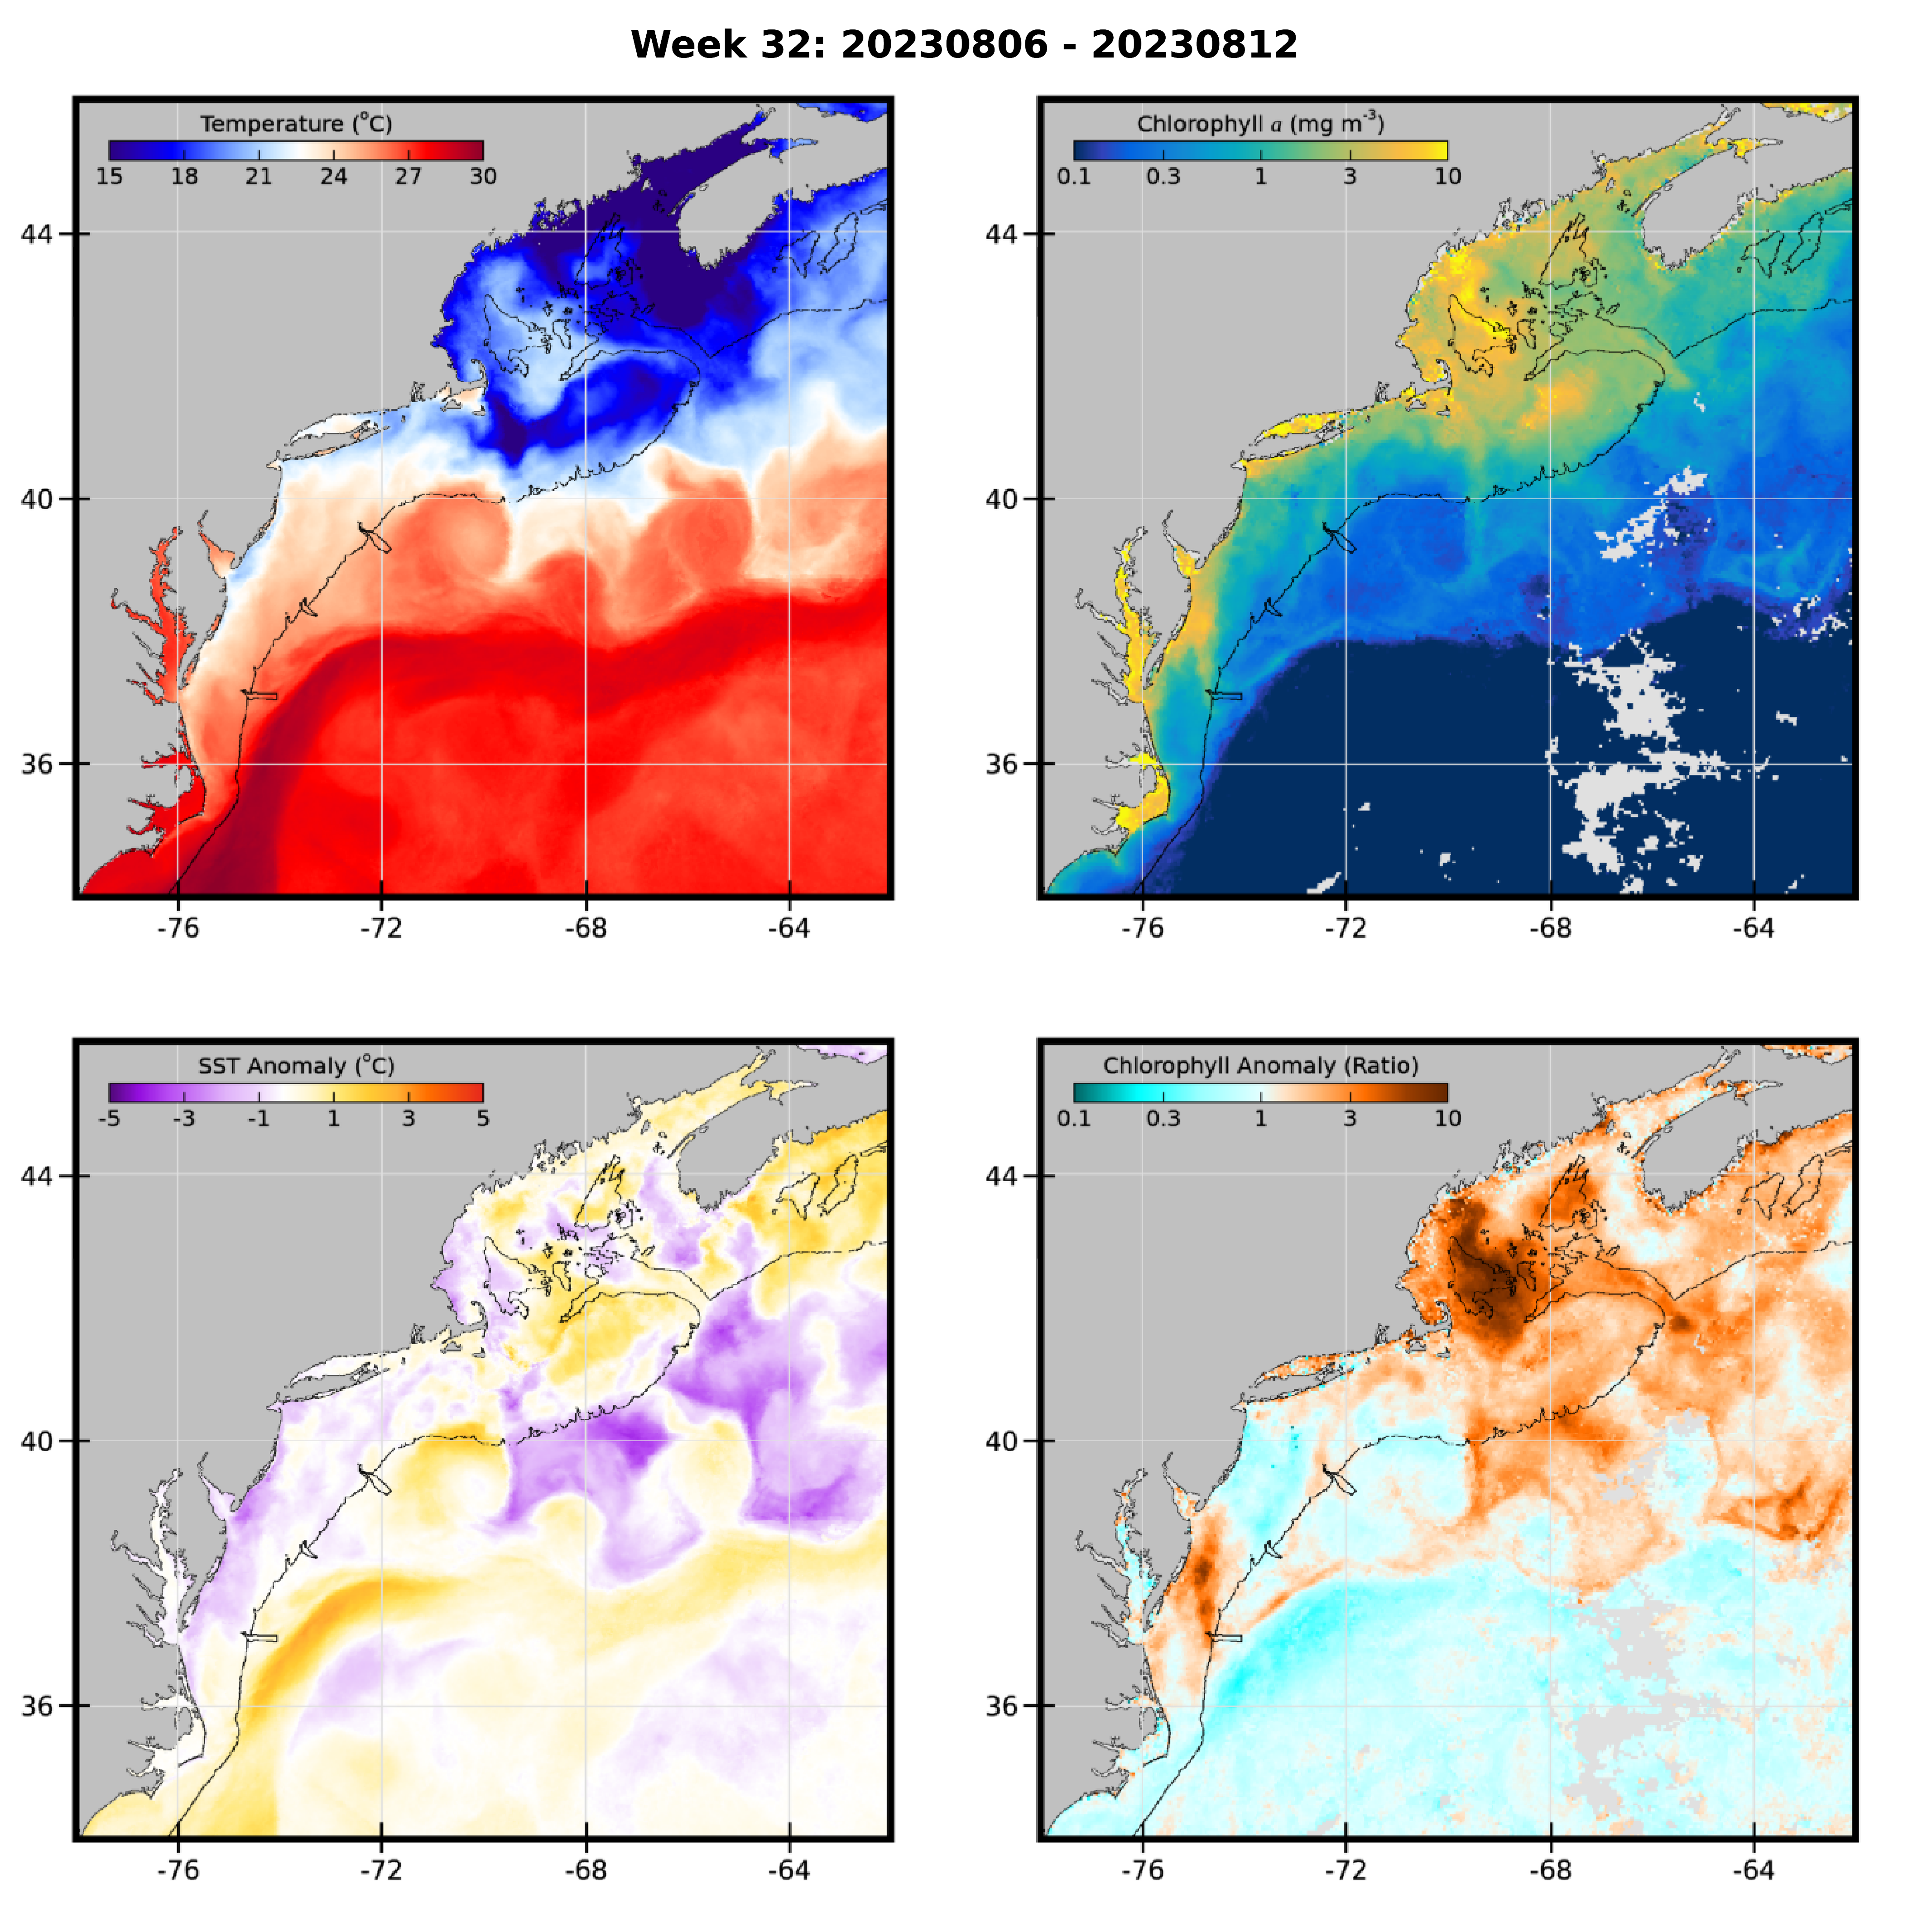 Week 32: 20230806 - 20230812
Temperature (°C)
15 18 21 24 27 30
44
40
36
-76 -72 -68 -64
Chlorophyll a (mg m⁻³)
0.1 0.3 1 3 10
44
40
36
-76 -72 -68 -64
SST Anomaly (°C)
-5 -3 -1 1 3 5
44
40
36
-76 -72 -68 -64
Chlorophyll Anomaly (Ratio)
0.1 0.3 1 3 10
44
40
36
-76 -72 -68 -64